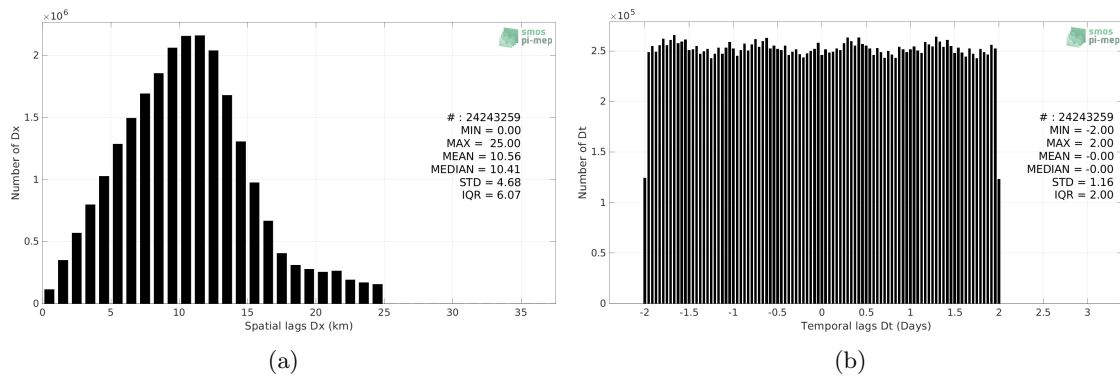 ×10⁶
2
1.5
1
0.5
0
0
5
10
15
20
25
30
35
Number of Dx
Spatial lags Dx (km)
smos
pi-mep
# : 24243259
MIN = 0.00
MAX = 25.00
MEAN = 10.56
MEDIAN = 10.41
STD = 4.68
IQR = 6.07
(a)
×10⁵
2.5
2
1.5
1
0.5
0
-2
-1.5
-1
-0.5
0
0.5
1
1.5
2
2.5
3
Number of Dt
Temporal lags Dt (Days)
smos
pi-mep
# : 24243259
MIN = -2.00
MAX = 2.00
MEAN = -0.00
MEDIAN = -0.00
STD = 1.16
IQR = 2.00
(b)